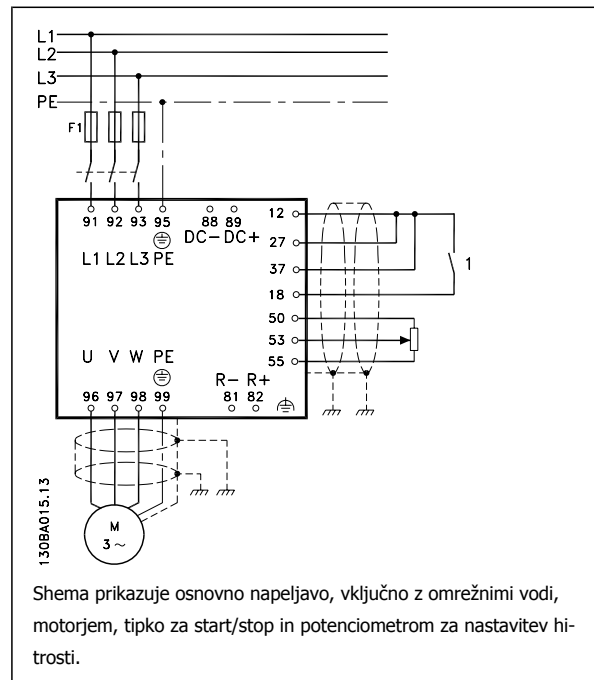 L1
L2
L3
PE
F1
91 92 93 95 88 89 12
DC- DC+
L1 L2 L3 PE
27
37
1
18
50
53
55
U V W PE
R- R+
96 97 98 99 81 82
M
3 ~
130BA015.13
Shema prikazuje osnovno napeljavo, vključno z omrežnimi vodi,
motorjem, tipko za start/stop in potenciometrom za nastavitev hi-
trosti.